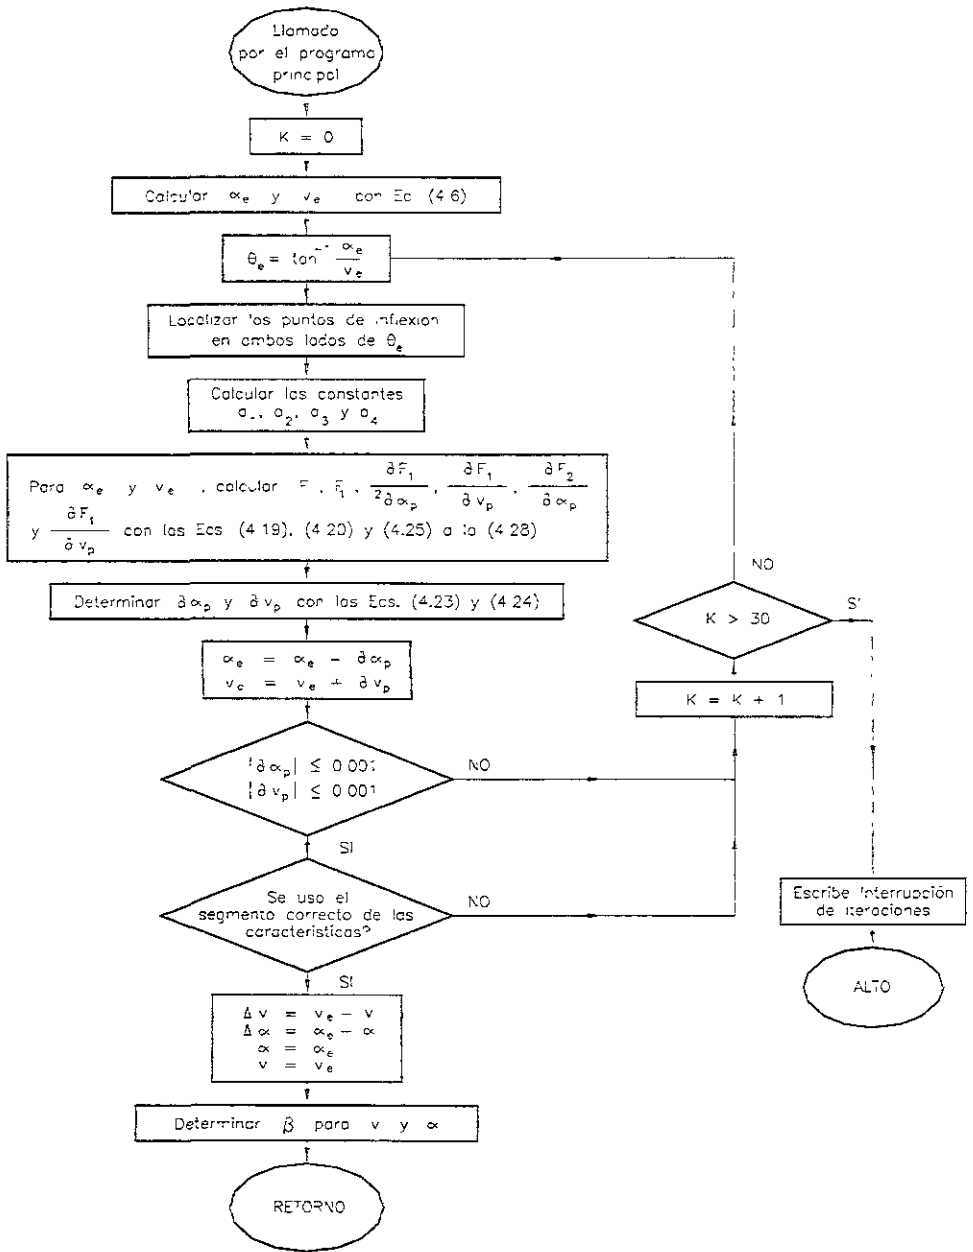 Llamado
por el programa
principal
K = 0
Calcular αe y ve con Ec (4 6)
θe = tan⁻¹ αe / ve
Localizar los puntos de inflexion
en ambos lados de θe
Calcular las constantes
a₁, a₂, a₃ y a₄
Para αe y ve , calcular F , F₁ , ∂F₁ / 2∂αp , ∂F₁ / ∂vp , ∂F₂ / ∂αp
y ∂F₁ / ∂vp con las Ecs (4 19), (4 20) y (4 25) a la (4 28)
Determinar ∂αp y ∂vp con las Ecs. (4.23) y (4 24)
αe = αe – ∂αp
ve = ve + ∂vp
|∂αp| ≤ 0 001
|∂vp| ≤ 0 001
NO
SI
Se uso el
segmento correcto de las
caracteristicas?
NO
SI
Δv = ve – v
Δα = αe – α
α = αe
v = ve
Determinar β para v y α
RETORNO
NO
K > 30
SI
K = K + 1
Escribe Interrupción
de iteraciones
ALTO